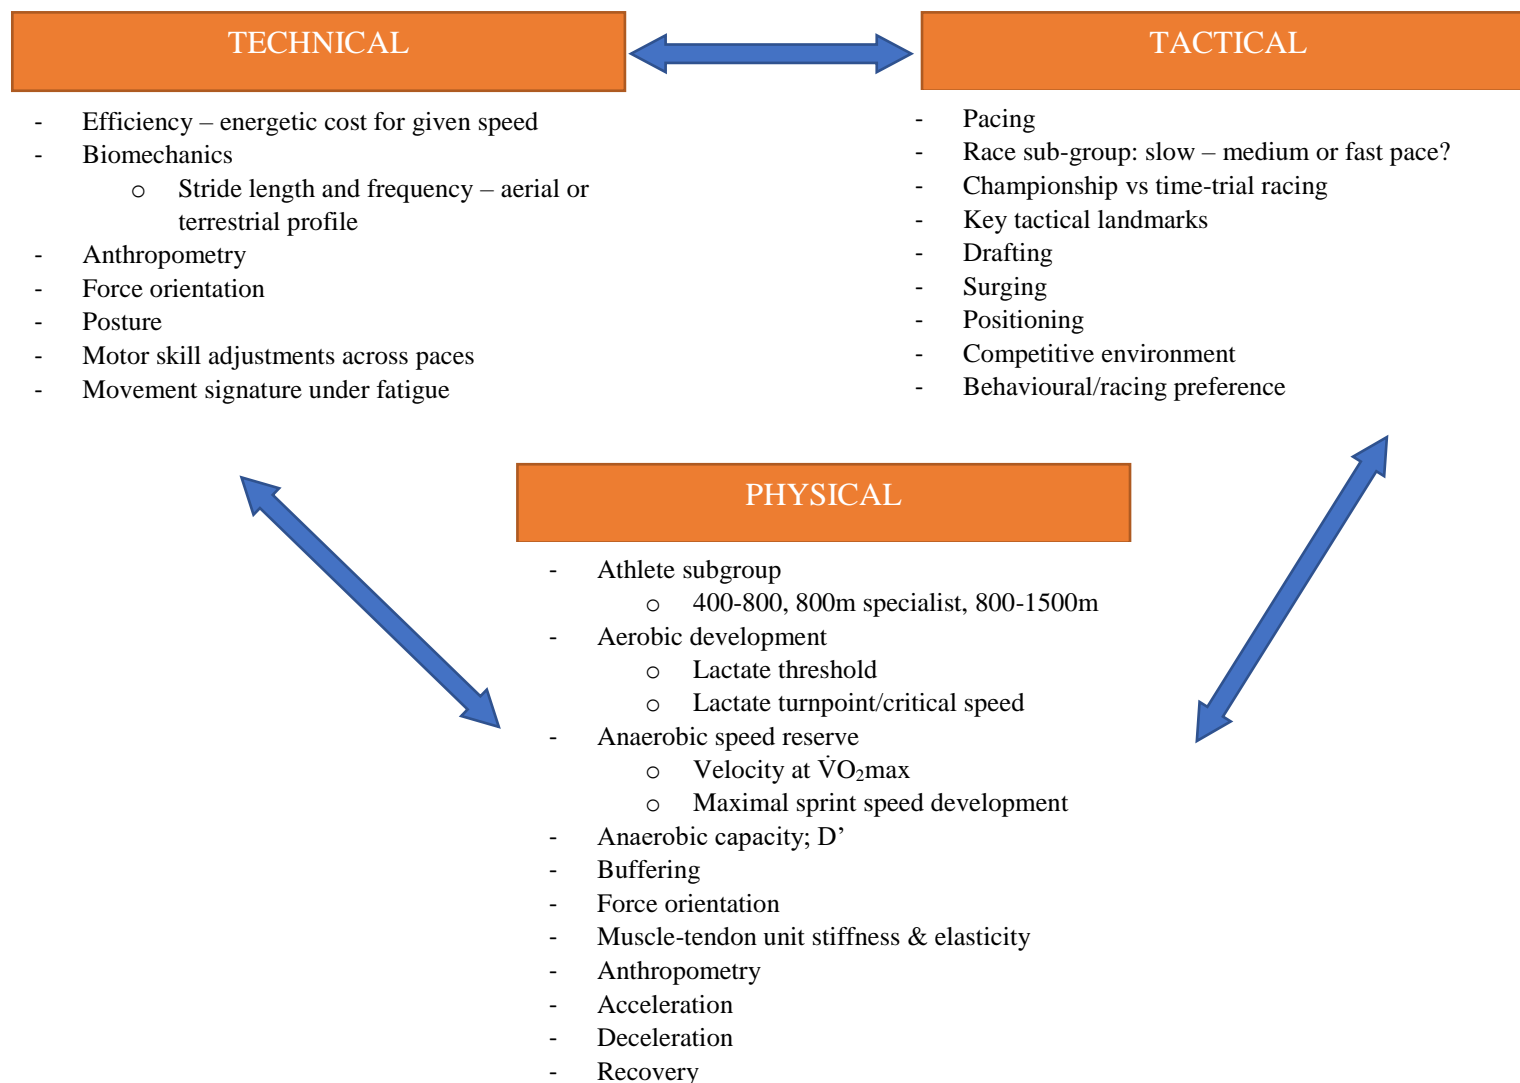 TECHNICAL
- Efficiency – energetic cost for given speed
- Biomechanics
o Stride length and frequency – aerial or
terrestrial profile
- Anthropometry
- Force orientation
- Posture
- Motor skill adjustments across paces
- Movement signature under fatigue
TACTICAL
- Pacing
- Race sub-group: slow – medium or fast pace?
- Championship vs time-trial racing
- Key tactical landmarks
- Drafting
- Surging
- Positioning
- Competitive environment
- Behavioural/racing preference
PHYSICAL
- Athlete subgroup
o 400-800, 800m specialist, 800-1500m
- Aerobic development
o Lactate threshold
o Lactate turnpoint/critical speed
- Anaerobic speed reserve
o Velocity at V̇O₂max
o Maximal sprint speed development
- Anaerobic capacity; D’
- Buffering
- Force orientation
- Muscle-tendon unit stiffness & elasticity
- Anthropometry
- Acceleration
- Deceleration
- Recovery